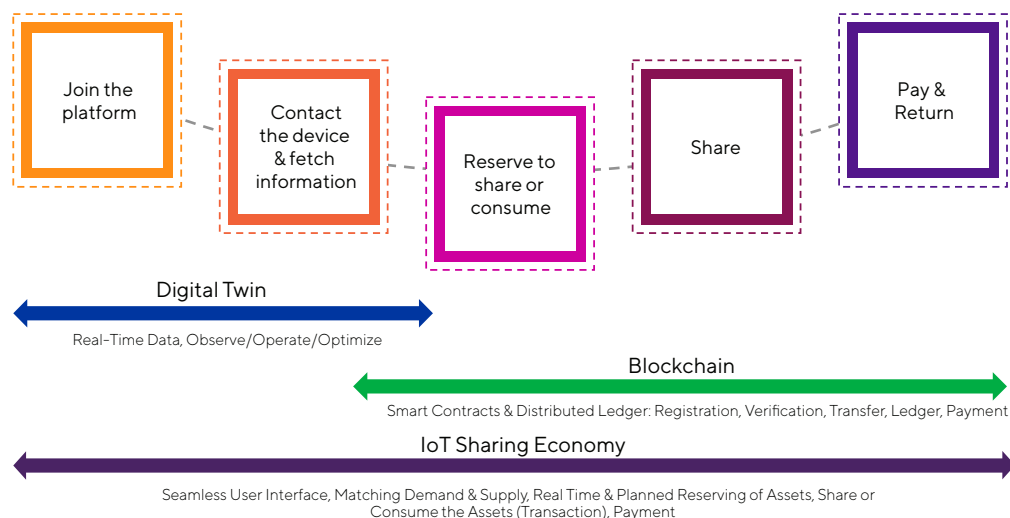 Join the
platform
Contact
the device
& fetch
information
Reserve to
share or
consume
Share
Pay &
Return
Digital Twin
Real-Time Data, Observe/Operate/Optimize
Blockchain
Smart Contracts & Distributed Ledger: Registration, Verification, Transfer, Ledger, Payment
IoT Sharing Economy
Seamless User Interface, Matching Demand & Supply, Real Time & Planned Reserving of Assets, Share or
Consume the Assets (Transaction), Payment